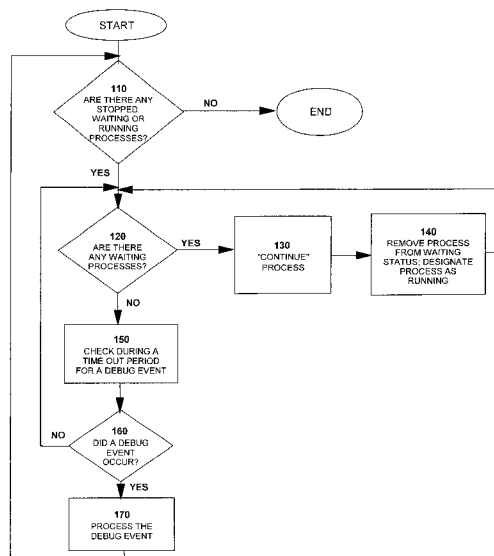 START
110
ARE THERE ANY
STOPPED,
WAITING OR
RUNNING
PROCESSES?
NO
END
YES
120
ARE THERE
ANY WAITING
PROCESSES?
YES
130
"CONTINUE"
PROCESS
140
REMOVE PROCESS
FROM WAITING
STATUS; DESIGNATE
PROCESS AS
RUNNING
NO
150
CHECK DURING A
TIME OUT PERIOD
FOR A DEBUG EVENT
NO
160
DID A DEBUG
EVENT
OCCUR?
YES
170
PROCESS THE
DEBUG EVENT